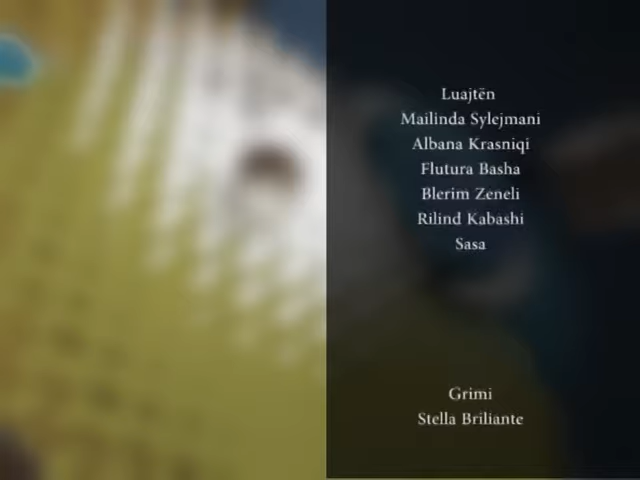 Luajtën
Mailinda Sylejmani
Albana Krasniqi
Flutura Basha
Blerim Zeneli
Rilind Kabashi
Sasa
Grimi
Stella Briliante